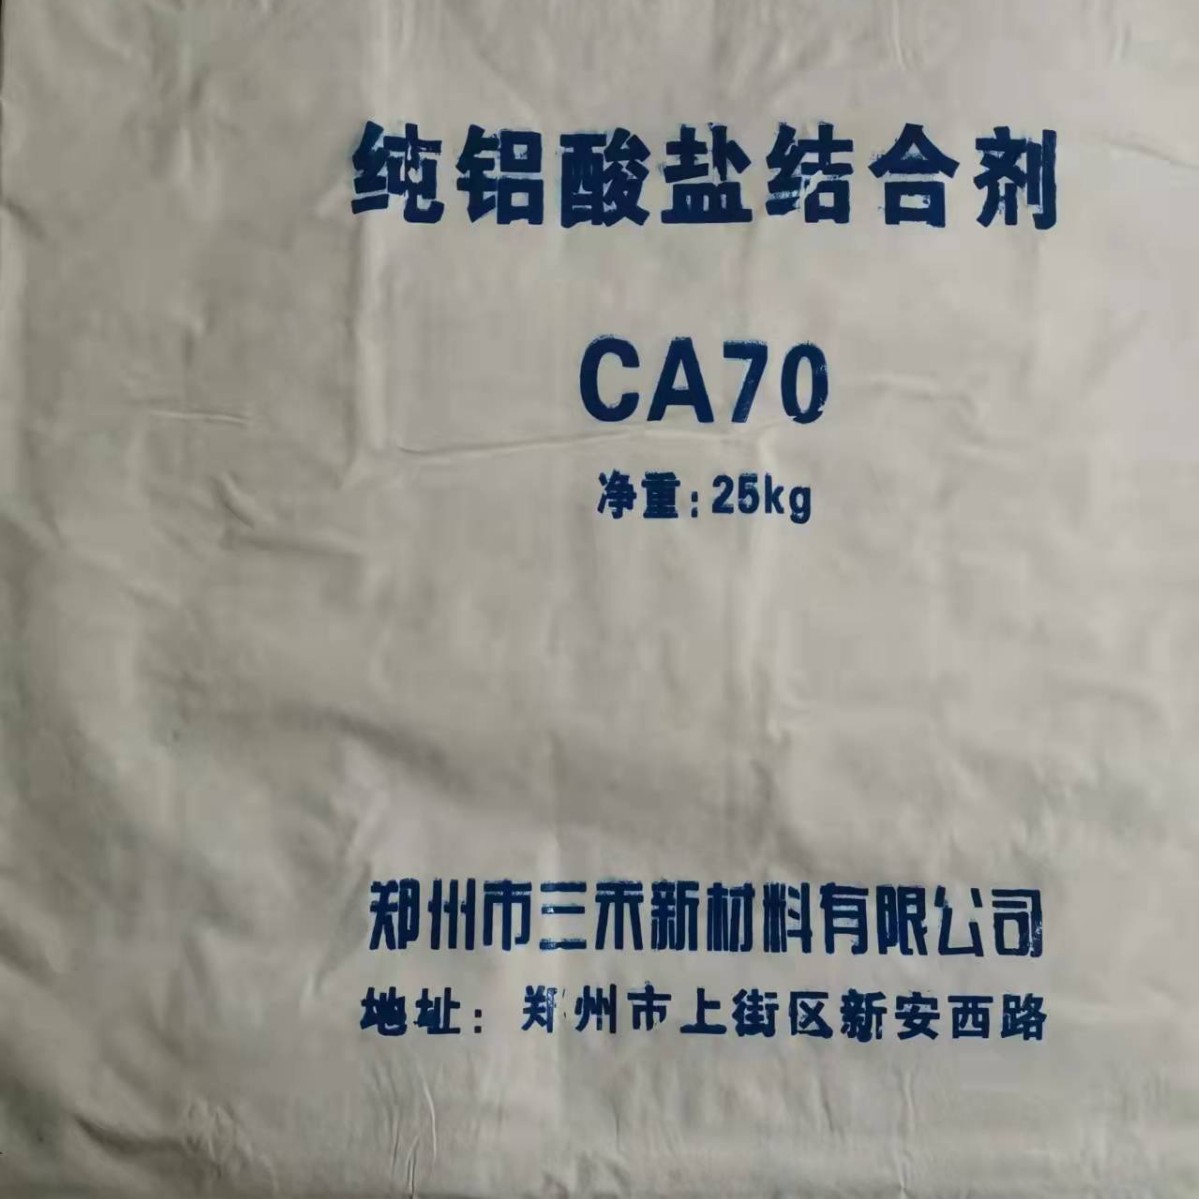 纯铝酸盐结合剂
CA70
净重：25kg
郑州市三禾新材料有限公司
地址：郑州市上街区新安西路